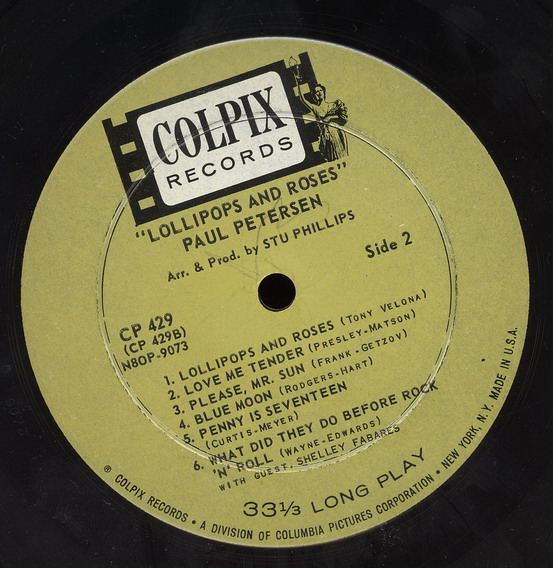 COLPIX
RECORDS
"LOLLIPOPS AND ROSES"
PAUL PETERSEN
Arr. & Prod. by STU PHILLIPS
Side 2
CP 429
(CP 429B)
N8OP-9073
1. LOLLIPOPS AND ROSES (TONY VELONA)
2. LOVE ME TENDER (PRESLEY-MATSON)
3. PLEASE, MR. SUN (FRANK-GETZOV)
4. BLUE MOON (RODGERS-HART)
5. PENNY IS SEVENTEEN
(CURTIS-MEYER)
6. WHAT DID THEY DO BEFORE ROCK
'N' ROLL (WAYNE-EDWARDS)
WITH GUEST, SHELLEY FABARES
33⅓ LONG PLAY
® COLPIX RECORDS • A DIVISION OF COLUMBIA PICTURES CORPORATION • NEW YORK, N.Y. MADE IN U.S.A.